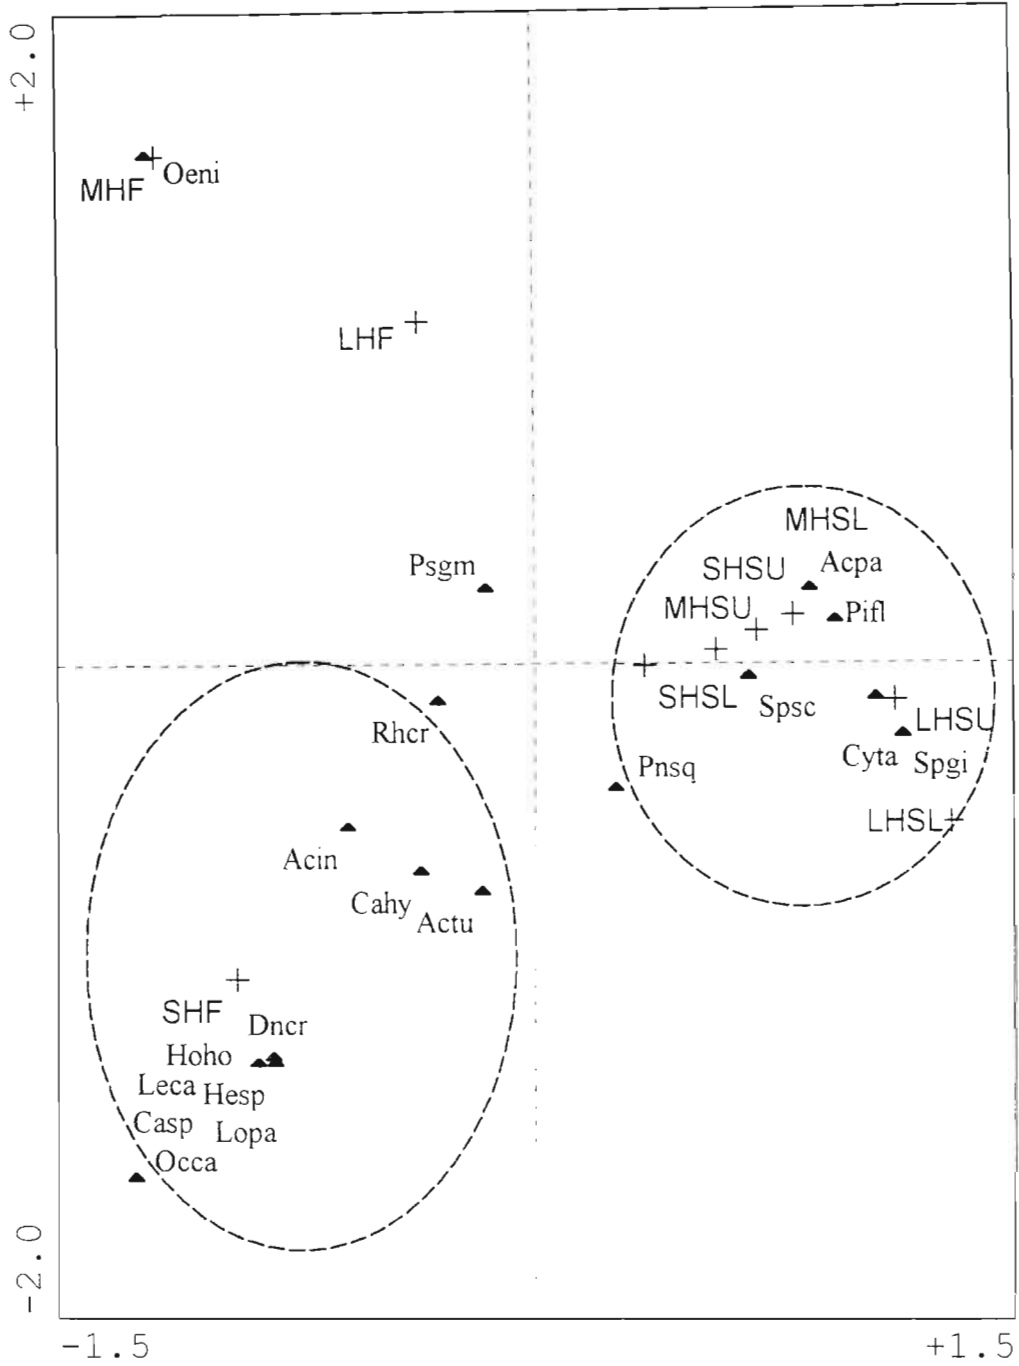 +2.0
Oeni
MHF
LHF
MHSL
Psgm
SHSU
Acpa
MHSU
Pifl
SHSL
Spsc
LHSU
Rhcr
Cyta
Spgi
Pnsq
LHSL
Acin
Cahy
Actu
SHF
Dncr
Hoho
Leca
Hesp
Casp
Lopa
Occa
-2.0
-1.5
+1.5